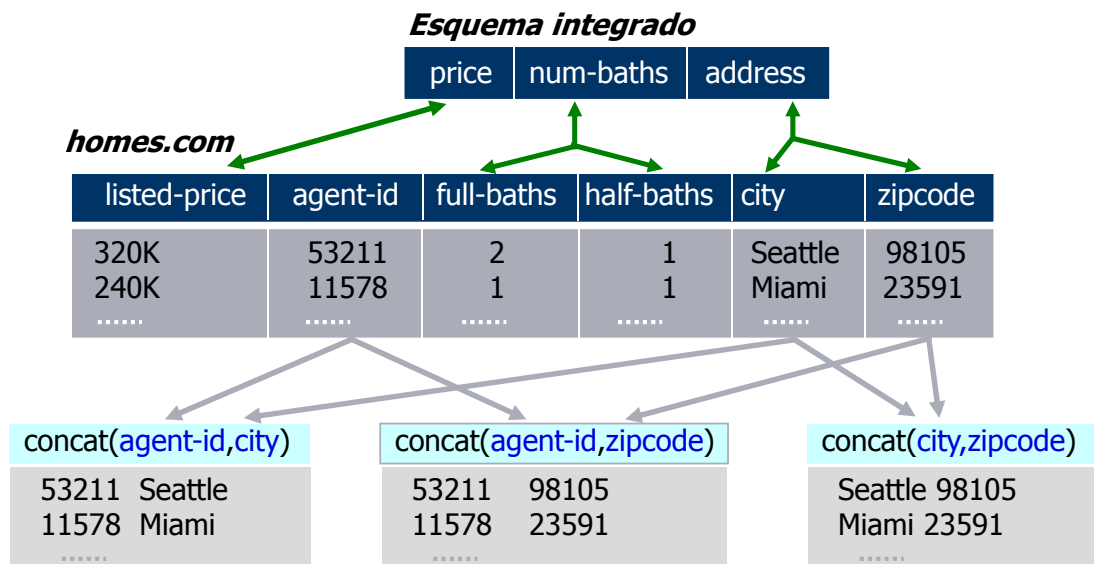 Esquema integrado
price num-baths address
homes.com
listed-price agent-id full-baths half-baths city zipcode
320K 53211 2 1 Seattle 98105
240K 11578 1 1 Miami 23591
...... ...... ...... ...... ...... ......
concat(agent-id,city) concat(agent-id,zipcode) concat(city,zipcode)
53211 Seattle 53211 98105 Seattle 98105
11578 Miami 11578 23591 Miami 23591
...... ...... ......